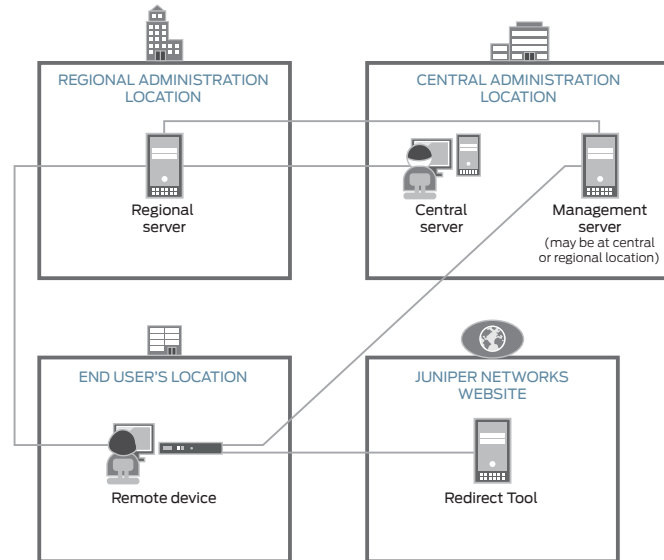 REGIONAL ADMINISTRATION
LOCATION
Regional
server
CENTRAL ADMINISTRATION
LOCATION
Central
server
Management
server
(may be at central
or regional location)
END USER'S LOCATION
Remote device
JUNIPER NETWORKS
WEBSITE
Redirect Tool